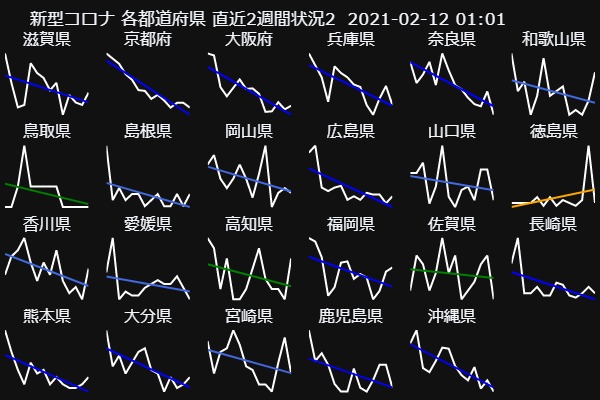 新型コロナ 各都道府県 直近2週間状況2 2021-02-12 01:01
滋賀県 京都府 大阪府 兵庫県 奈良県 和歌山県
鳥取県 島根県 岡山県 広島県 山口県 徳島県
香川県 愛媛県 高知県 福岡県 佐賀県 長崎県
熊本県 大分県 宮崎県 鹿児島県 沖縄県